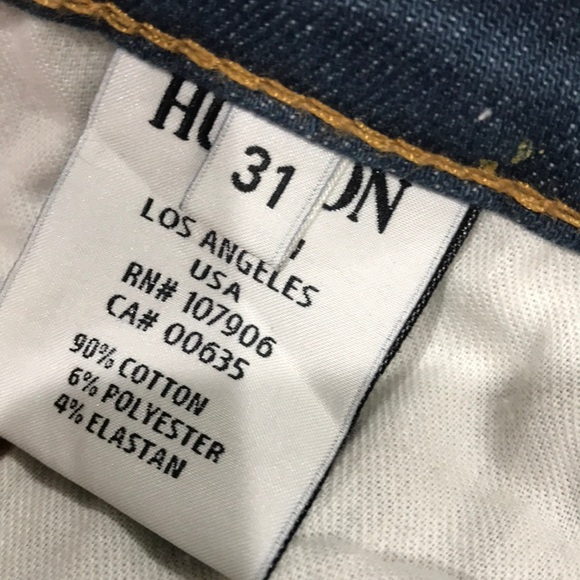 31
LOS ANGELES
USA
RN# 107906
CA# 00635
90% COTTON
6% POLYESTER
4% ELASTAN